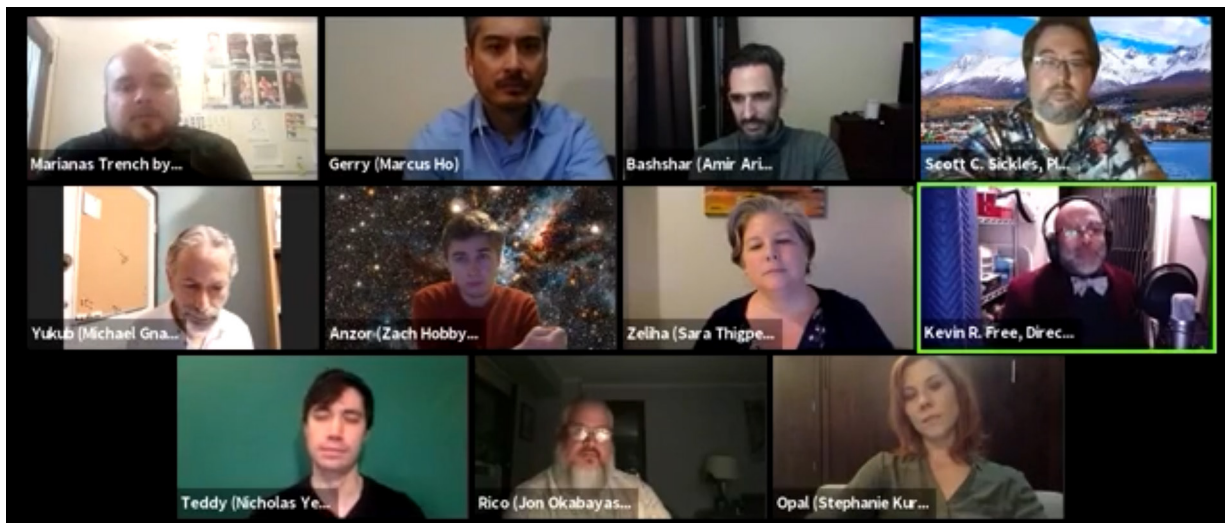 Marianas Trench by...
Gerry (Marcus Ho)
Bashshar (Amir Ari...
Scott C. Sickles, Pl...
Yukub (Michael Gna...
Anzor (Zach Hobby...
Zeliha (Sara Thigpe...
Kevin R. Free, Direc...
Teddy (Nicholas Ye...
Rico (Jon Okabayas...
Opal (Stephanie Kur...